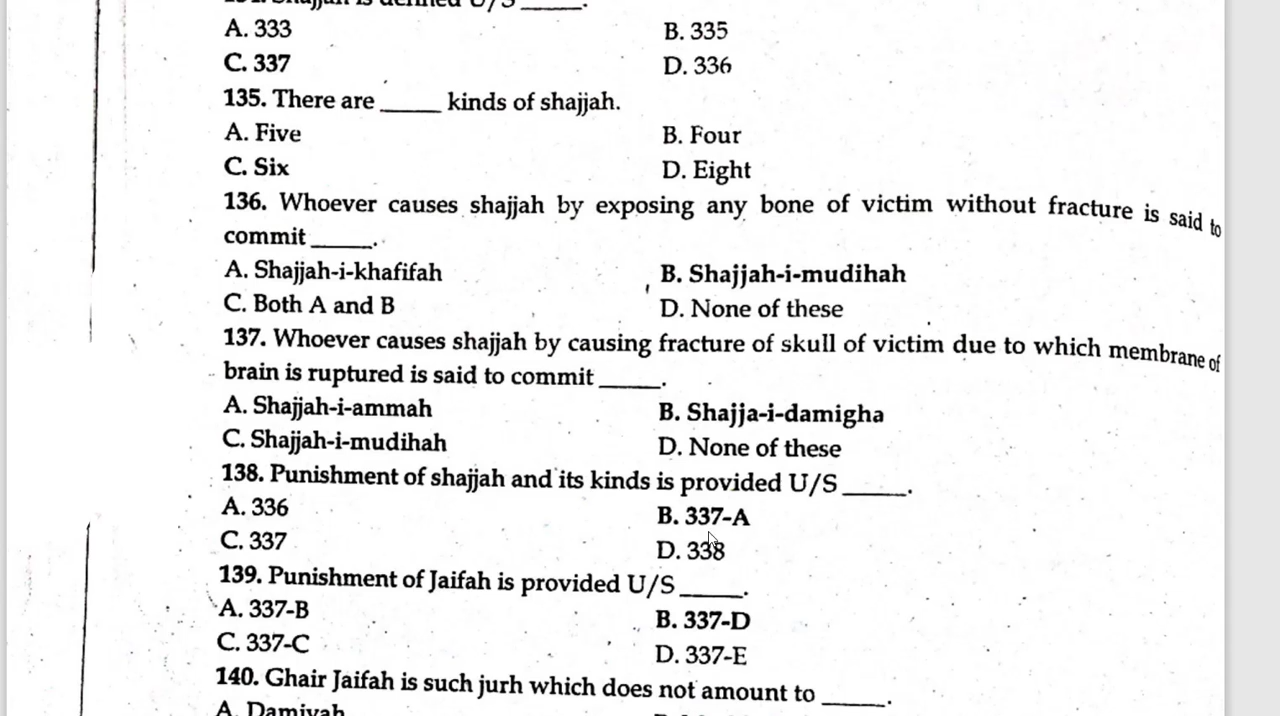 Shajjah is defined U/S _____.
A. 333
B. 335
C. 337
D. 336
135. There are _____ kinds of shajjah.
A. Five
B. Four
C. Six
D. Eight
136. Whoever causes shajjah by exposing any bone of victim without fracture is said to
commit _____.
A. Shajjah-i-khafifah
B. Shajjah-i-mudihah
C. Both A and B
D. None of these
137. Whoever causes shajjah by causing fracture of skull of victim due to which membrane of
brain is ruptured is said to commit _____.
A. Shajjah-i-ammah
B. Shajja-i-damigha
C. Shajjah-i-mudihah
D. None of these
138. Punishment of shajjah and its kinds is provided U/S _____.
A. 336
B. 337-A
C. 337
D. 338
139. Punishment of Jaifah is provided U/S _____.
A. 337-B
B. 337-D
C. 337-C
D. 337-E
140. Ghair Jaifah is such jurh which does not amount to _____.
A. Damiyah